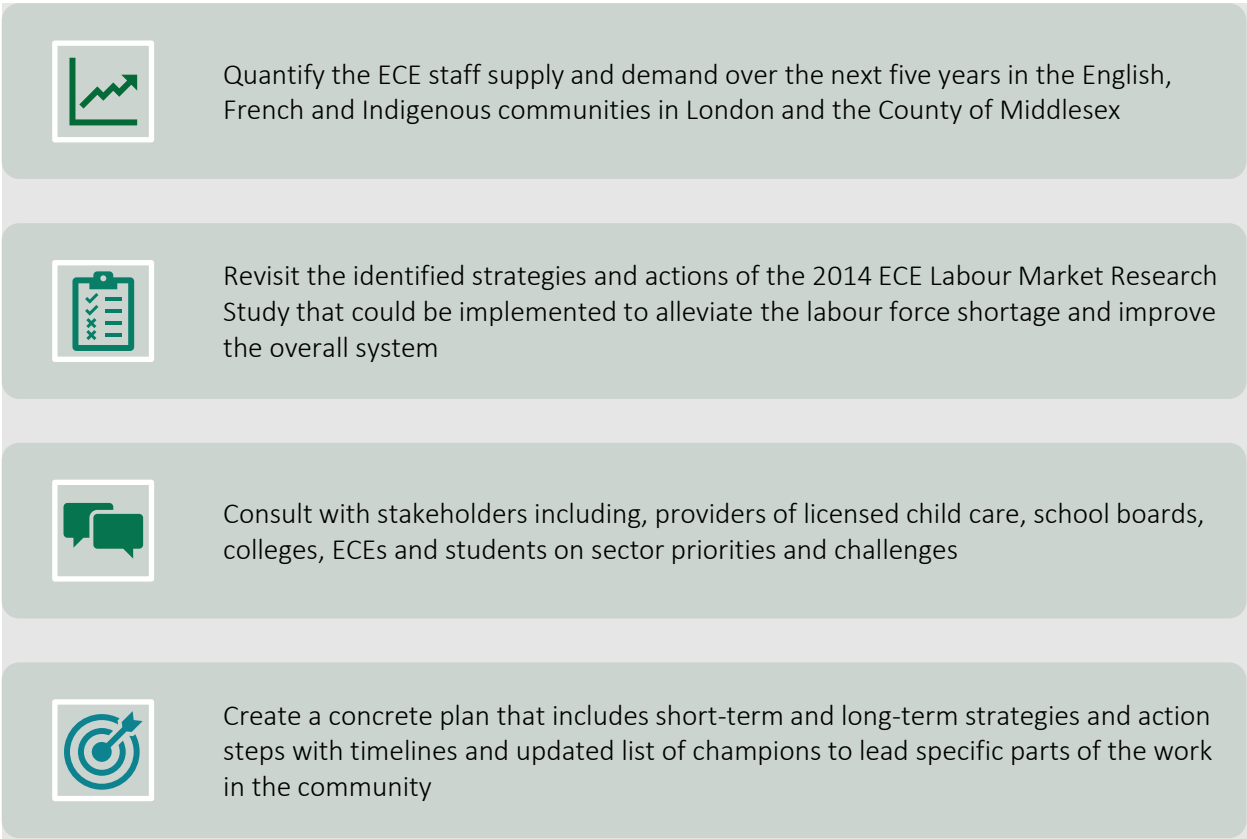 Quantify the ECE staff supply and demand over the next five years in the English,
French and Indigenous communities in London and the County of Middlesex
Revisit the identified strategies and actions of the 2014 ECE Labour Market Research
Study that could be implemented to alleviate the labour force shortage and improve
the overall system
Consult with stakeholders including, providers of licensed child care, school boards,
colleges, ECEs and students on sector priorities and challenges
Create a concrete plan that includes short-term and long-term strategies and action
steps with timelines and updated list of champions to lead specific parts of the work
in the community